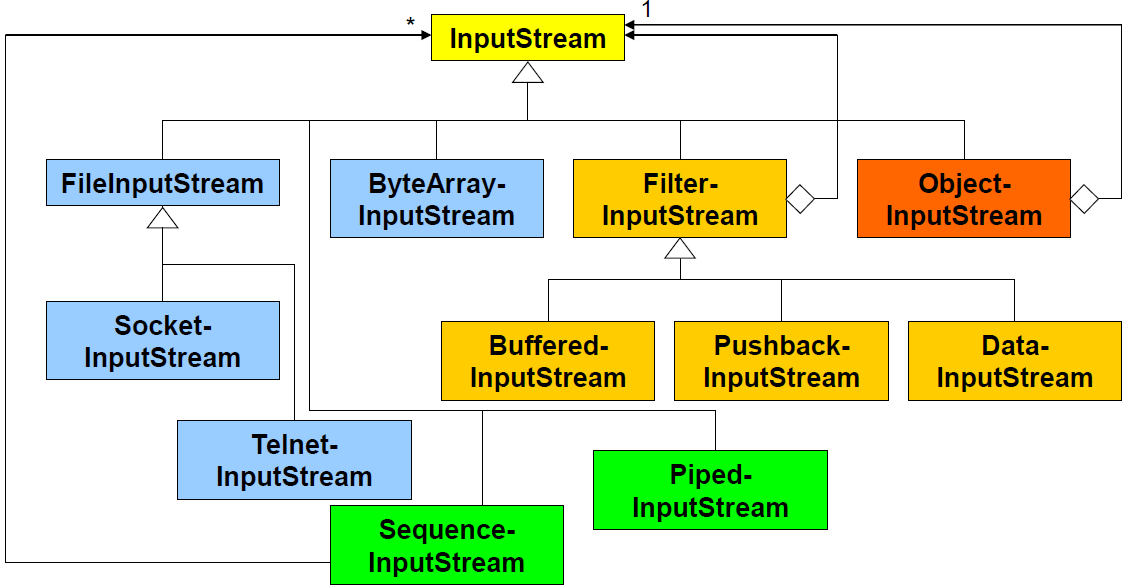 *
1
InputStream
FileInputStream
ByteArray-
InputStream
Filter-
InputStream
Object-
InputStream
Socket-
InputStream
Buffered-
InputStream
Pushback-
InputStream
Data-
InputStream
Telnet-
InputStream
Piped-
InputStream
Sequence-
InputStream